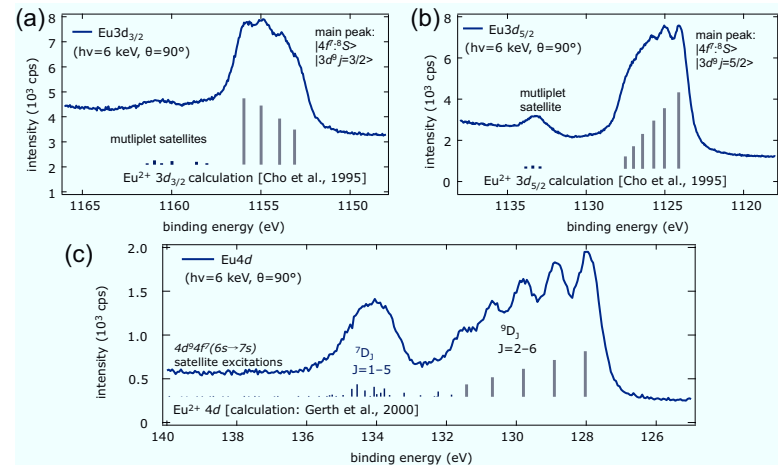 (a)
Eu3d3/2
(hν=6 keV, θ=90°)
main peak:
|4f⁷:⁸S>
|3d⁹ j=3/2>
mutliplet satellites
Eu²⁺ 3d3/2 calculation [Cho et al., 1995]
intensity (10³ cps)
8
7
6
5
4
3
2
1
1165
1160
1155
1150
binding energy (eV)
(b)
Eu3d5/2
(hν=6 keV, θ=90°)
main peak:
|4f⁷:⁸S>
|3d⁹ j=5/2>
mutliplet
satellite
Eu²⁺ 3d5/2 calculation [Cho et al., 1995]
intensity (10³ cps)
8
6
4
2
0
1135
1130
1125
1120
binding energy (eV)
(c)
Eu4d
(hν=6 keV, θ=90°)
4d⁹4f⁷(6s→7s)
satellite excitations
⁷DJ
J=1−5
⁹DJ
J=2−6
Eu²⁺ 4d [calculation: Gerth et al., 2000]
intensity (10³ cps)
2.0
1.5
1.0
0.5
0
140
138
136
134
132
130
128
126
binding energy (eV)